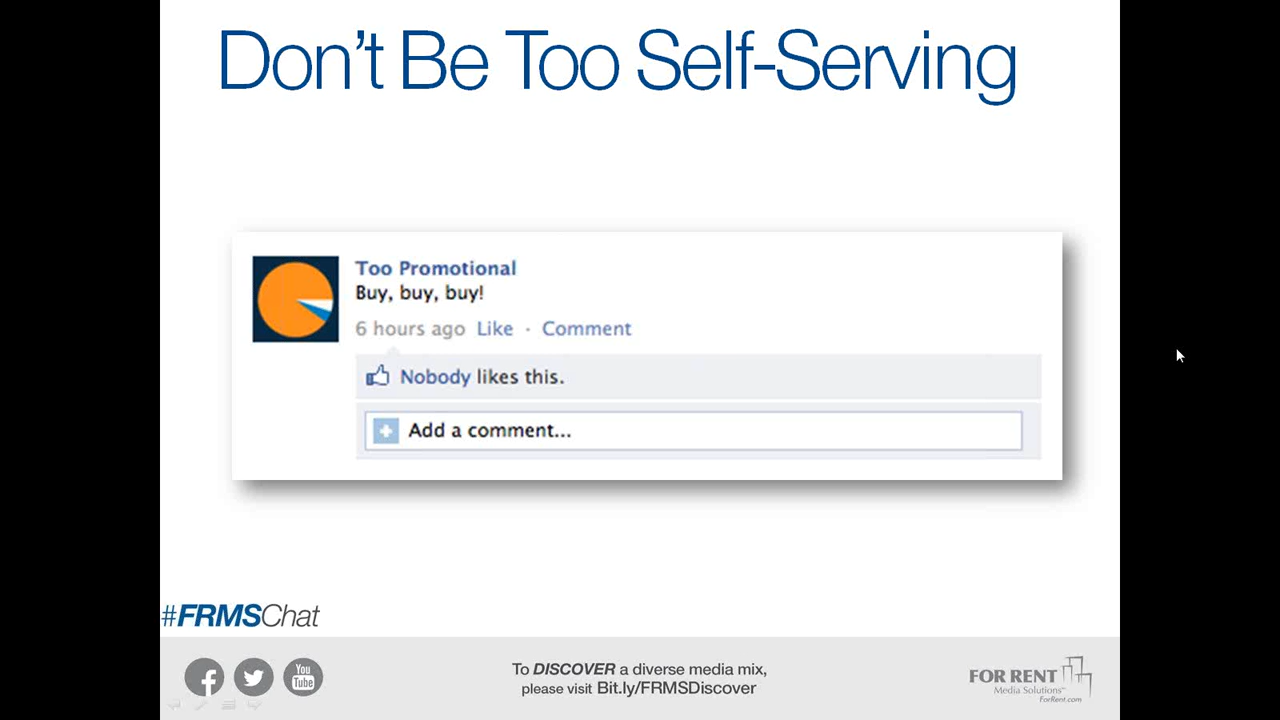 Don't Be Too Self-Serving
Too Promotional
Buy, buy, buy!
6 hours ago Like · Comment
Nobody likes this.
Add a comment...
#FRMSChat
You
Tube
To DISCOVER a diverse media mix,
please visit Bit.ly/FRMSDiscover
FOR RENT
Media Solutions™
ForRent.com